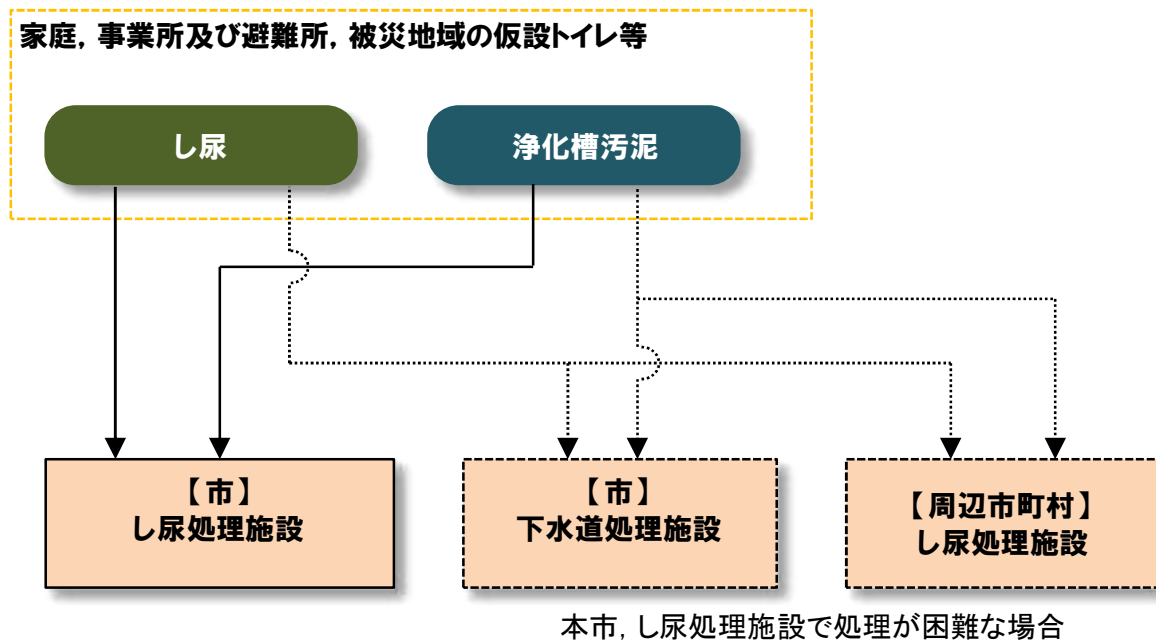 家庭，事業所及び避難所，被災地域の仮設トイレ等
し尿
浄化槽汚泥
【市】
し尿処理施設
【市】
下水道処理施設
【周辺市町村】
し尿処理施設
本市，し尿処理施設で処理が困難な場合